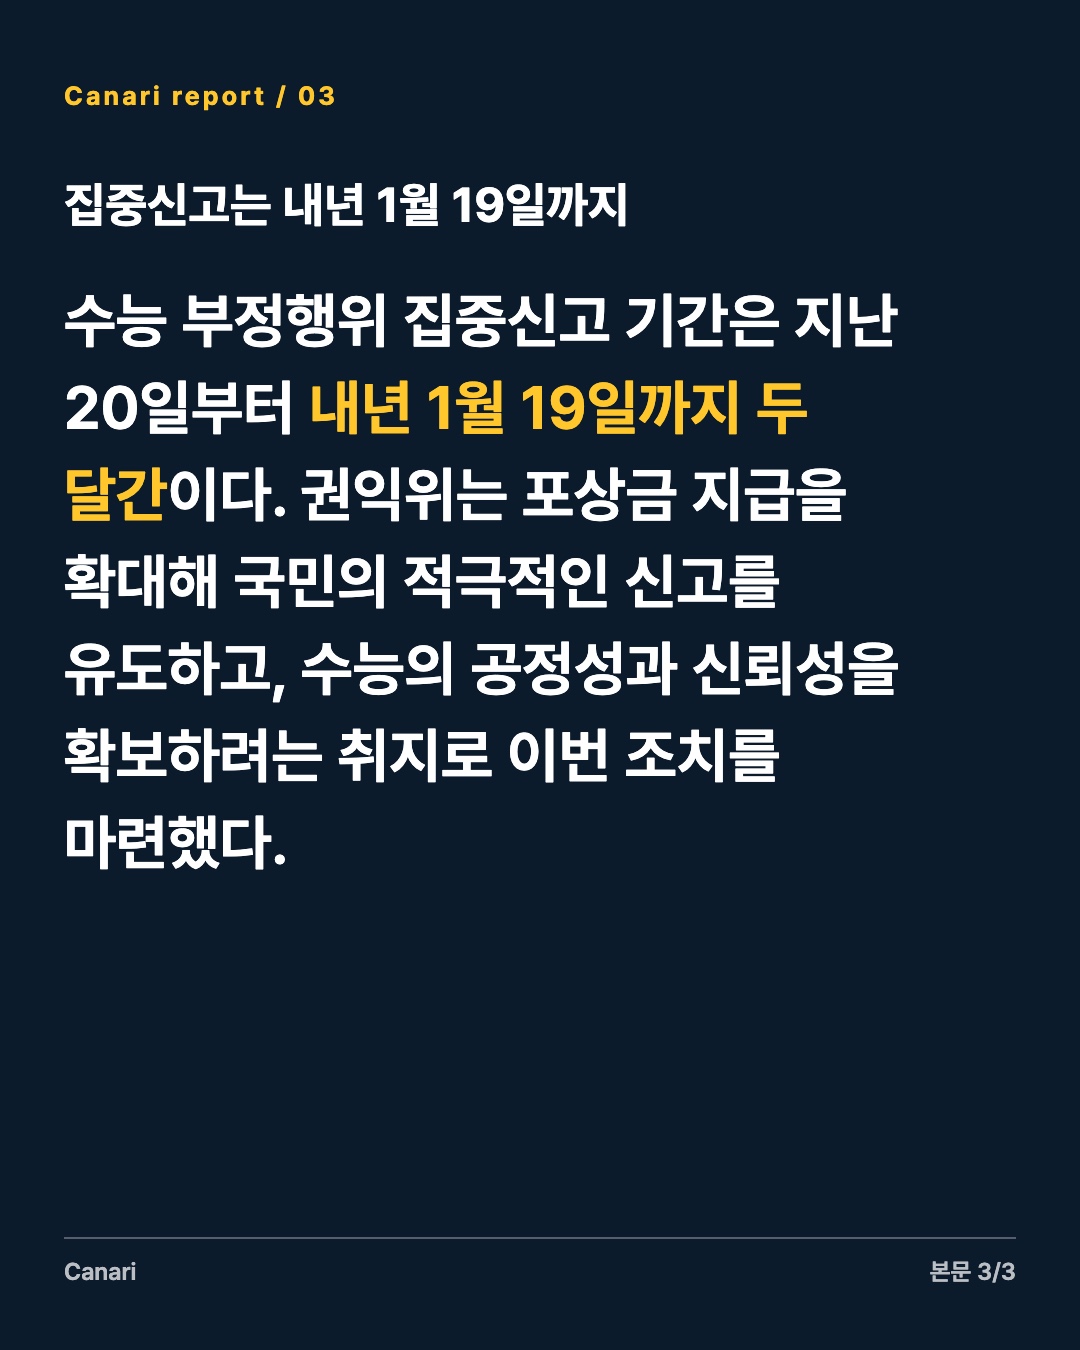 Canari report / 03
집중신고는 내년 1월 19일까지
수능 부정행위 집중신고 기간은 지난
20일부터 내년 1월 19일까지 두
달간이다. 권익위는 포상금 지급을
확대해 국민의 적극적인 신고를
유도하고, 수능의 공정성과 신뢰성을
확보하려는 취지로 이번 조치를
마련했다.
Canari
본문 3/3